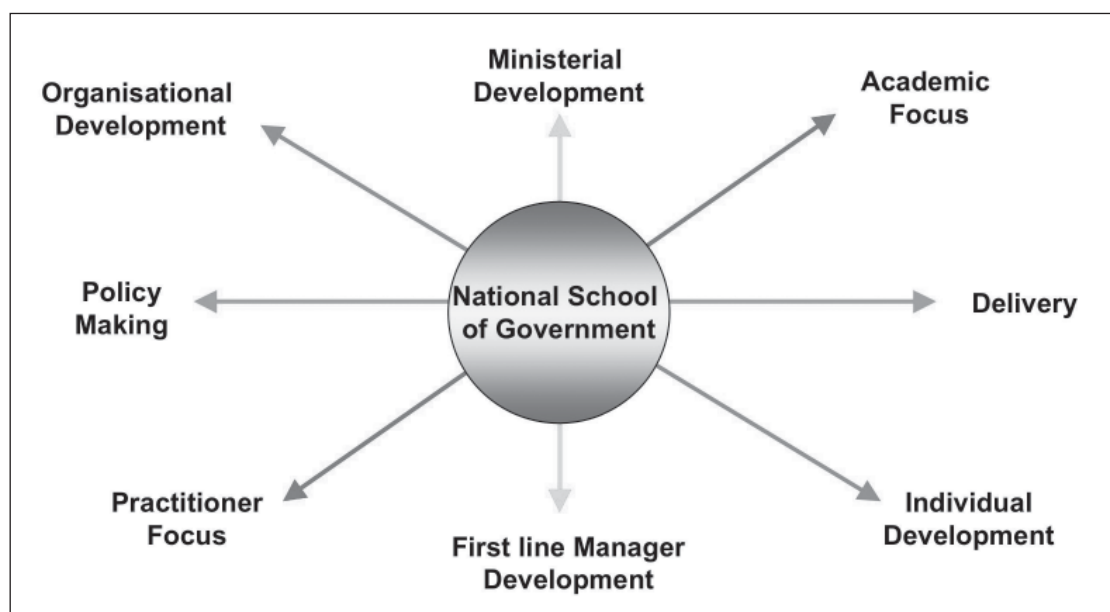 Ministerial
Development
Organisational
Development
Academic
Focus
Policy
Making
National School
of Government
Delivery
Practitioner
Focus
First line Manager
Development
Individual
Development